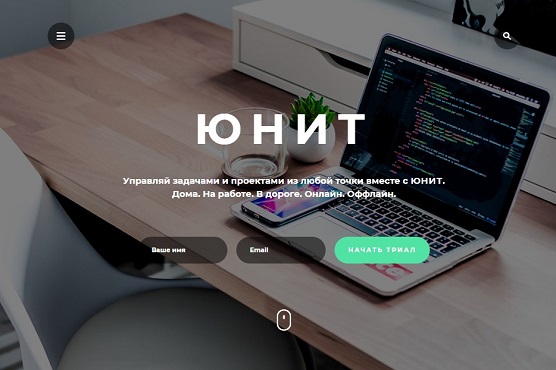 ЮНИТ
Управляй задачами и проектами из любой точки вместе с ЮНИТ.
Дома. На работе. В дороге. Онлайн. Оффлайн.
Ваше имя
Email
НАЧАТЬ ТРИАЛ